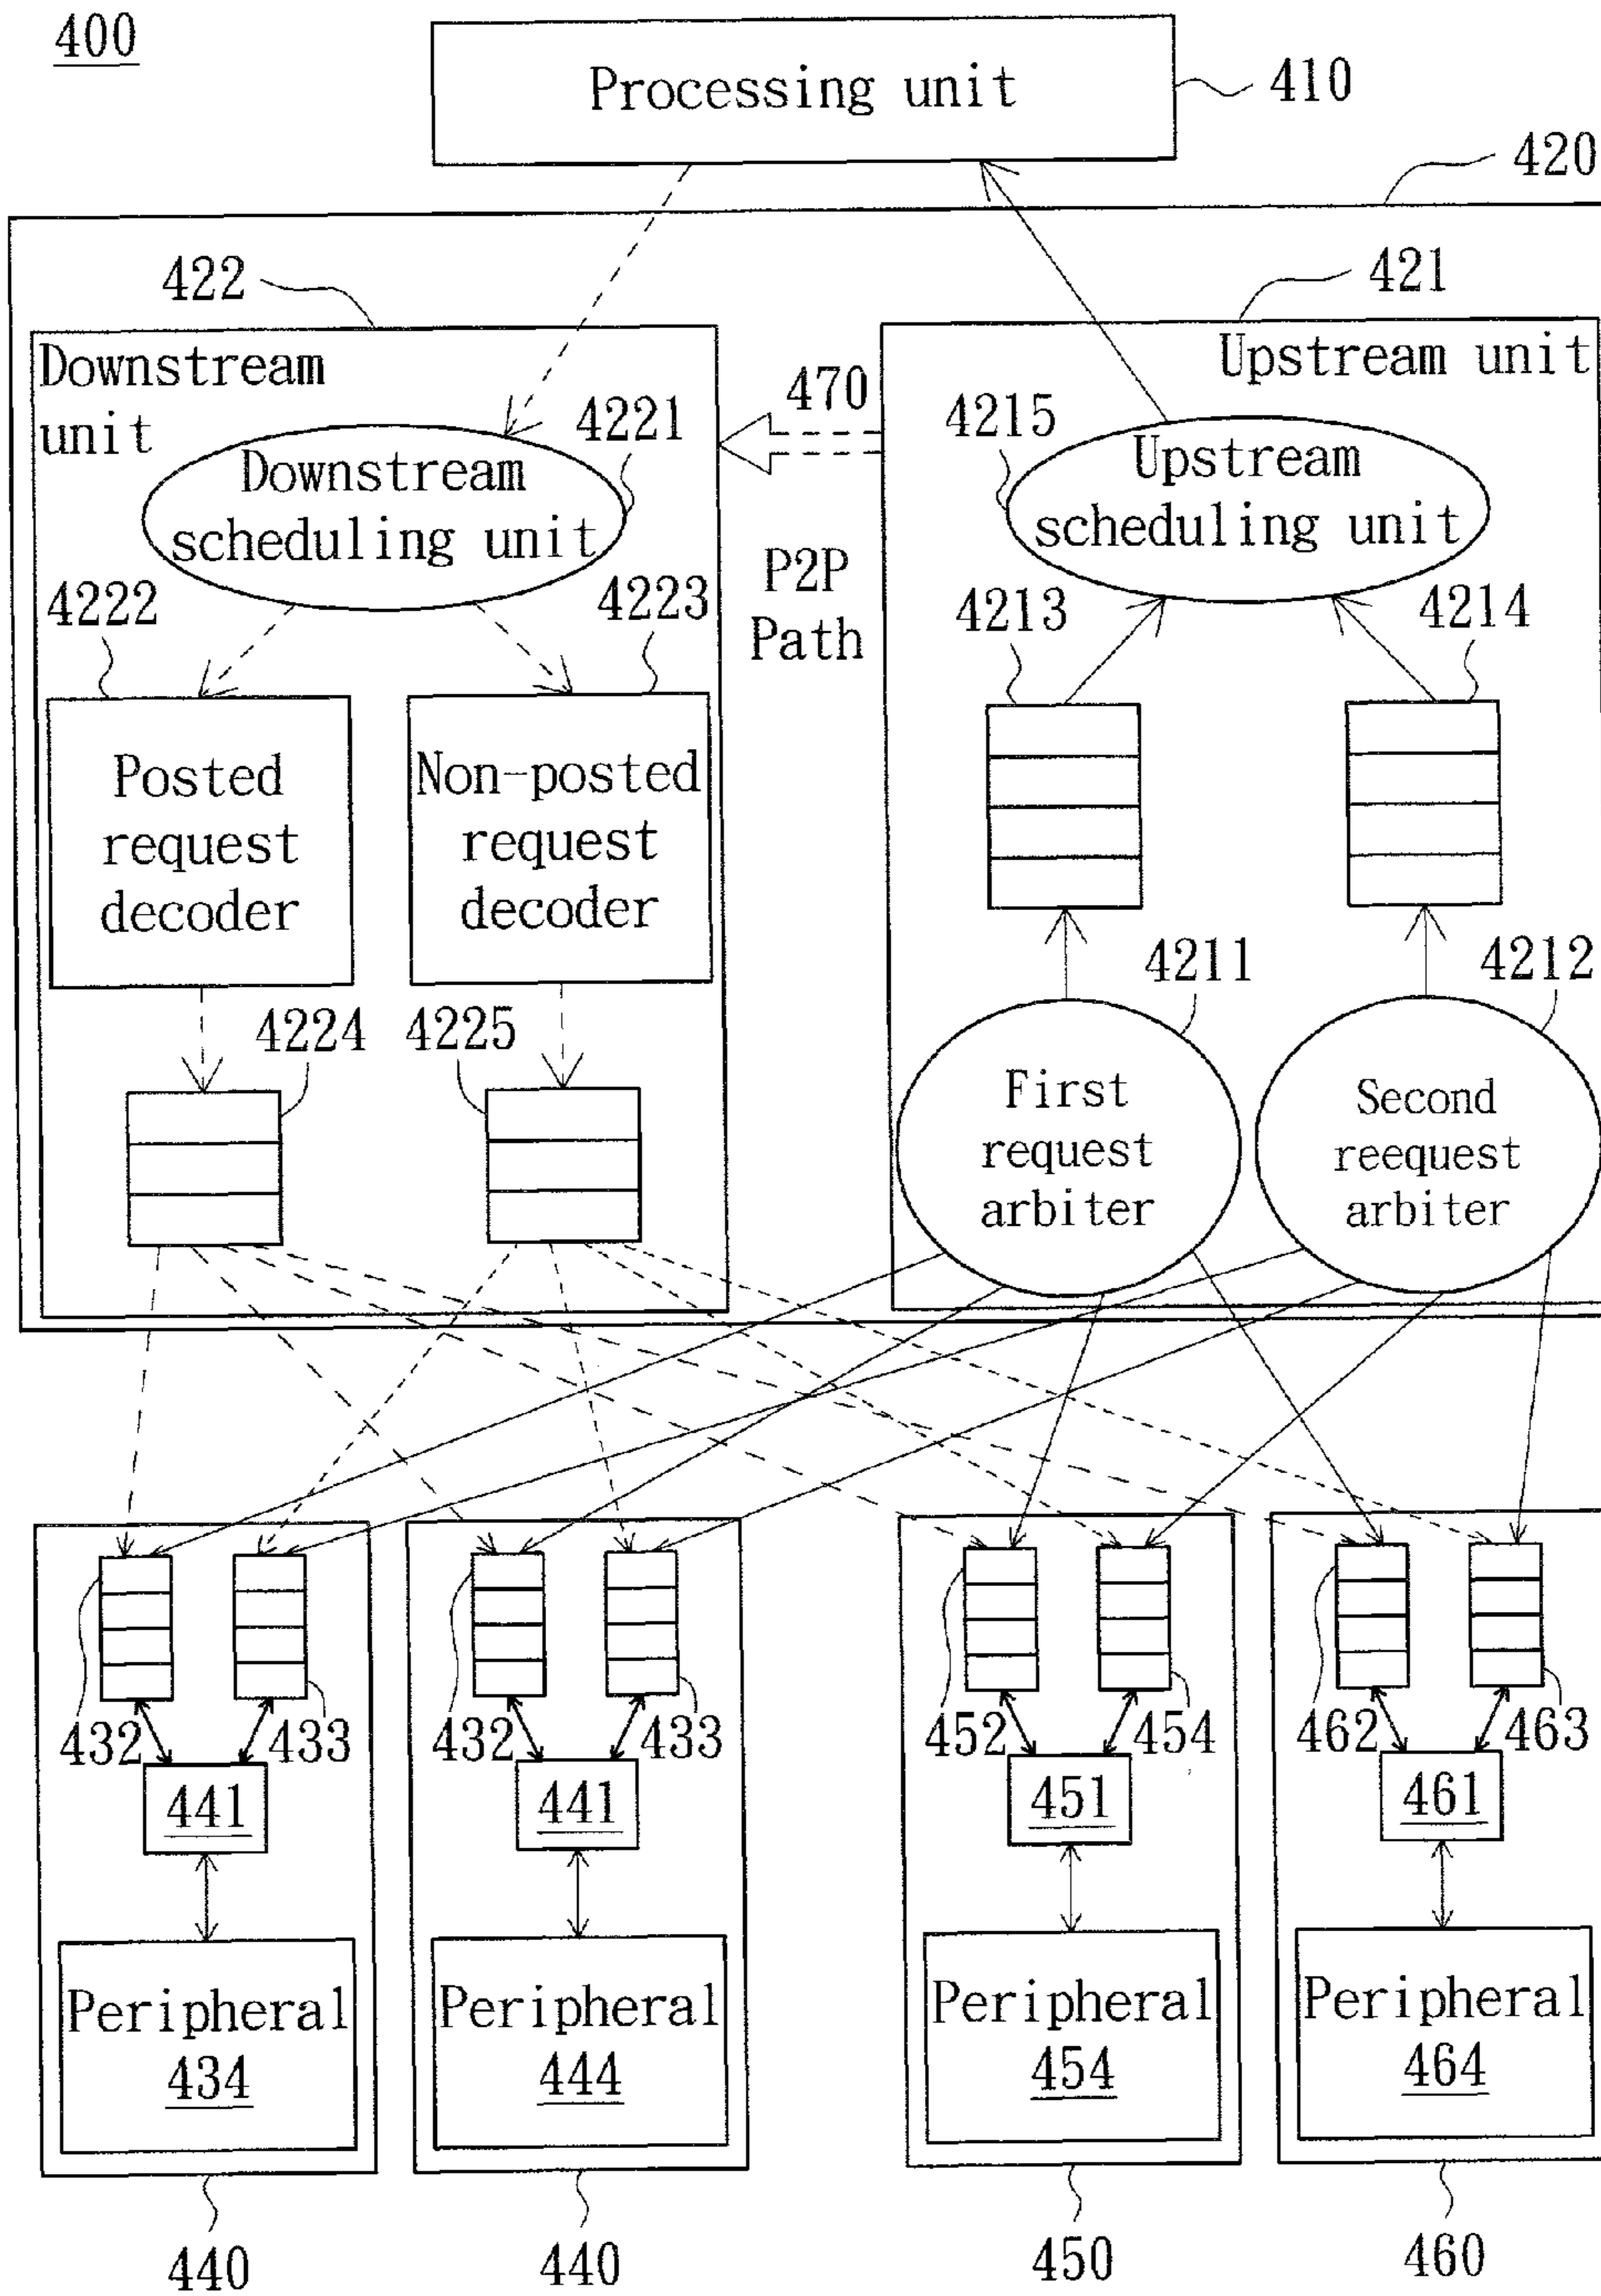 400
Processing unit
410
420
422
421
Downstream
unit
Upstream unit
470
4221
4215
Downstream
scheduling unit
Upstream
scheduling unit
P2P
Path
4222
4223
4213
4214
Posted
request
decoder
Non-posted
request
decoder
4211
4212
4224
4225
First
request
arbiter
Second
reequest
arbiter
432
433
432
433
452
454
462
463
441
441
451
461
Peripheral
434
Peripheral
444
Peripheral
454
Peripheral
464
440
440
450
460